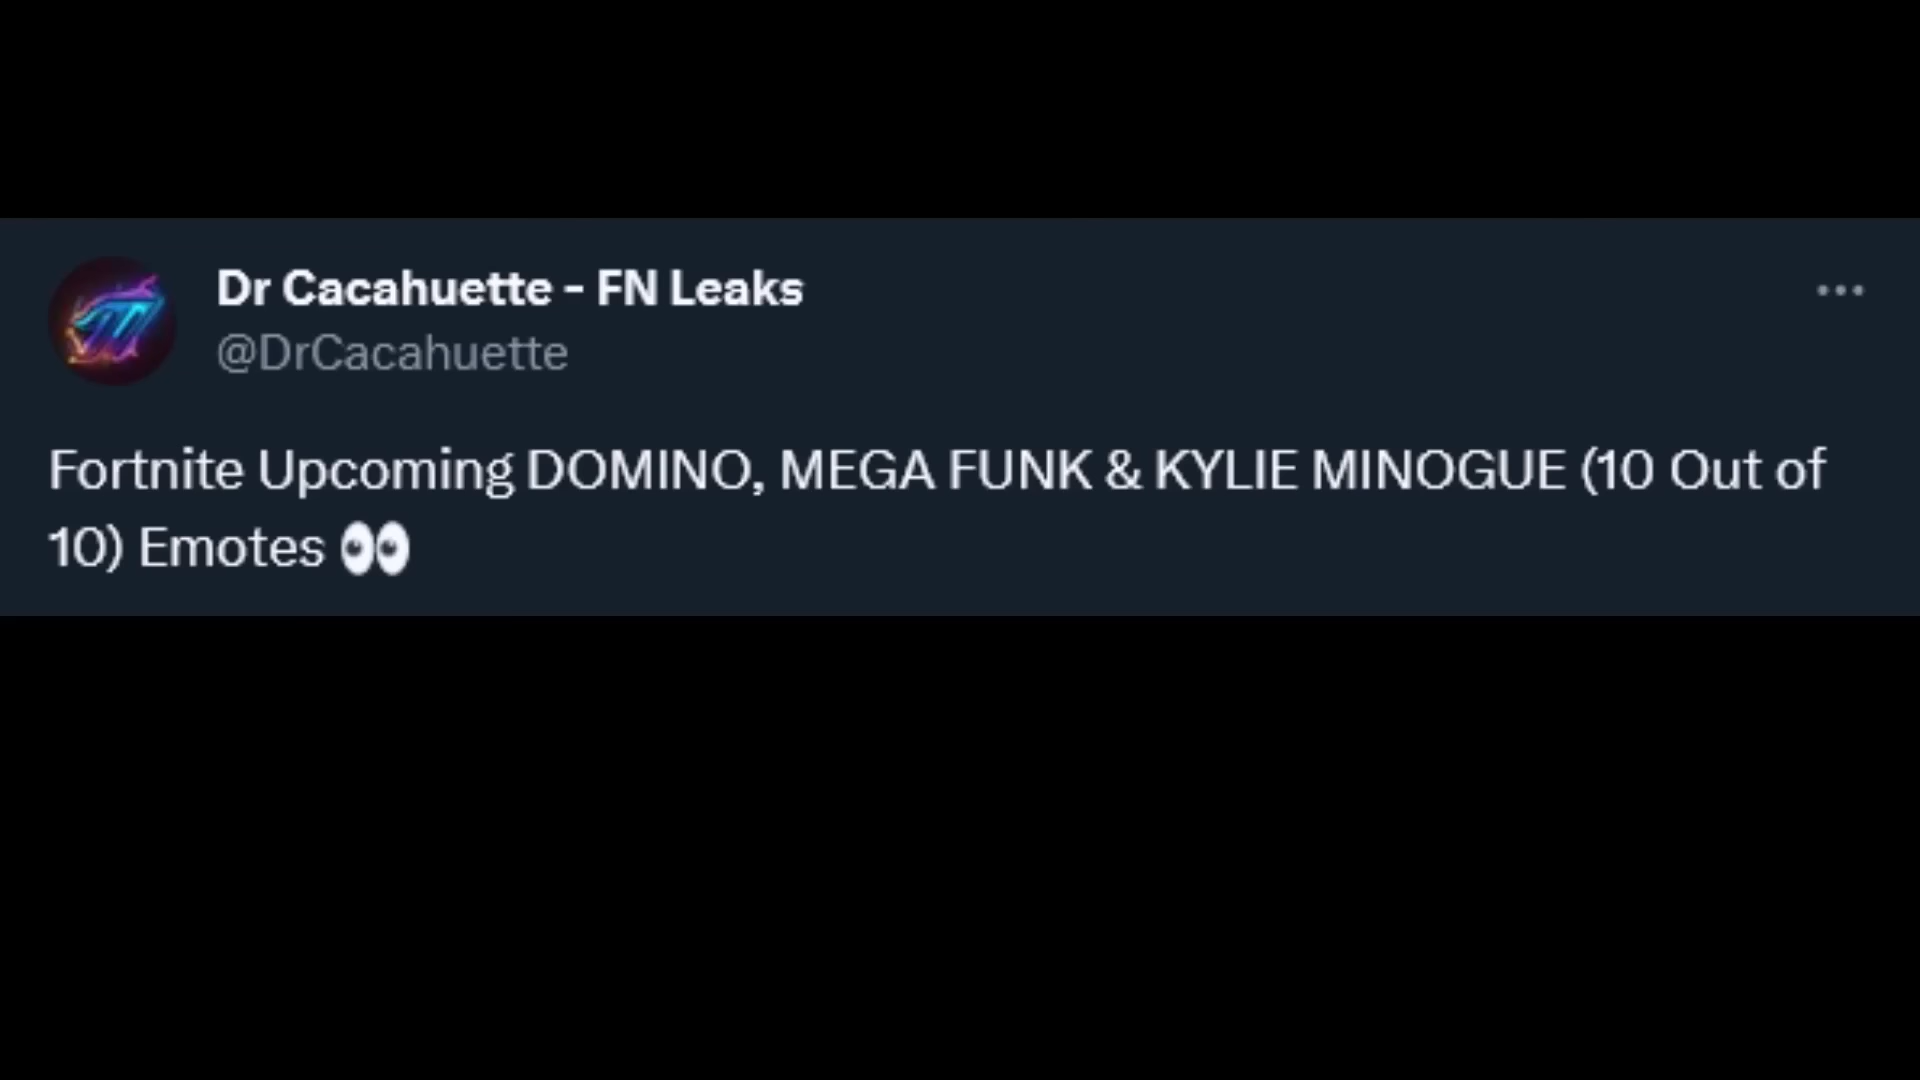 Dr Cacahuette - FN Leaks
@DrCacahuette
Fortnite Upcoming DOMINO, MEGA FUNK & KYLIE MINOGUE (10 Out of
10) Emotes 👀